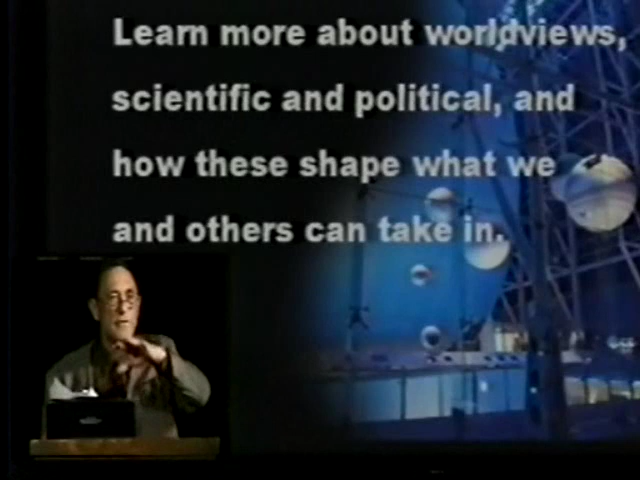 Learn more about worldviews,
scientific and political, and
how these shape what we
and others can take in.